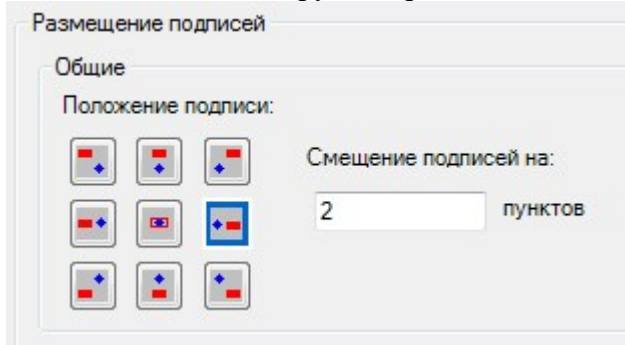 Размещение подписей
Общие
Положение подписи:
Смещение подписей на:
2 пунктов